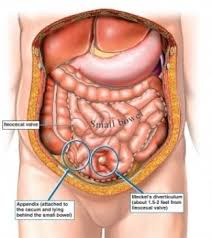 Small bowel
Ileocecal valve
Appendix (attached to
the cecum and lying
behind the small bowel)
Meckel's diverticulum
(about 1.5-2 feet from
ileocecal valve)